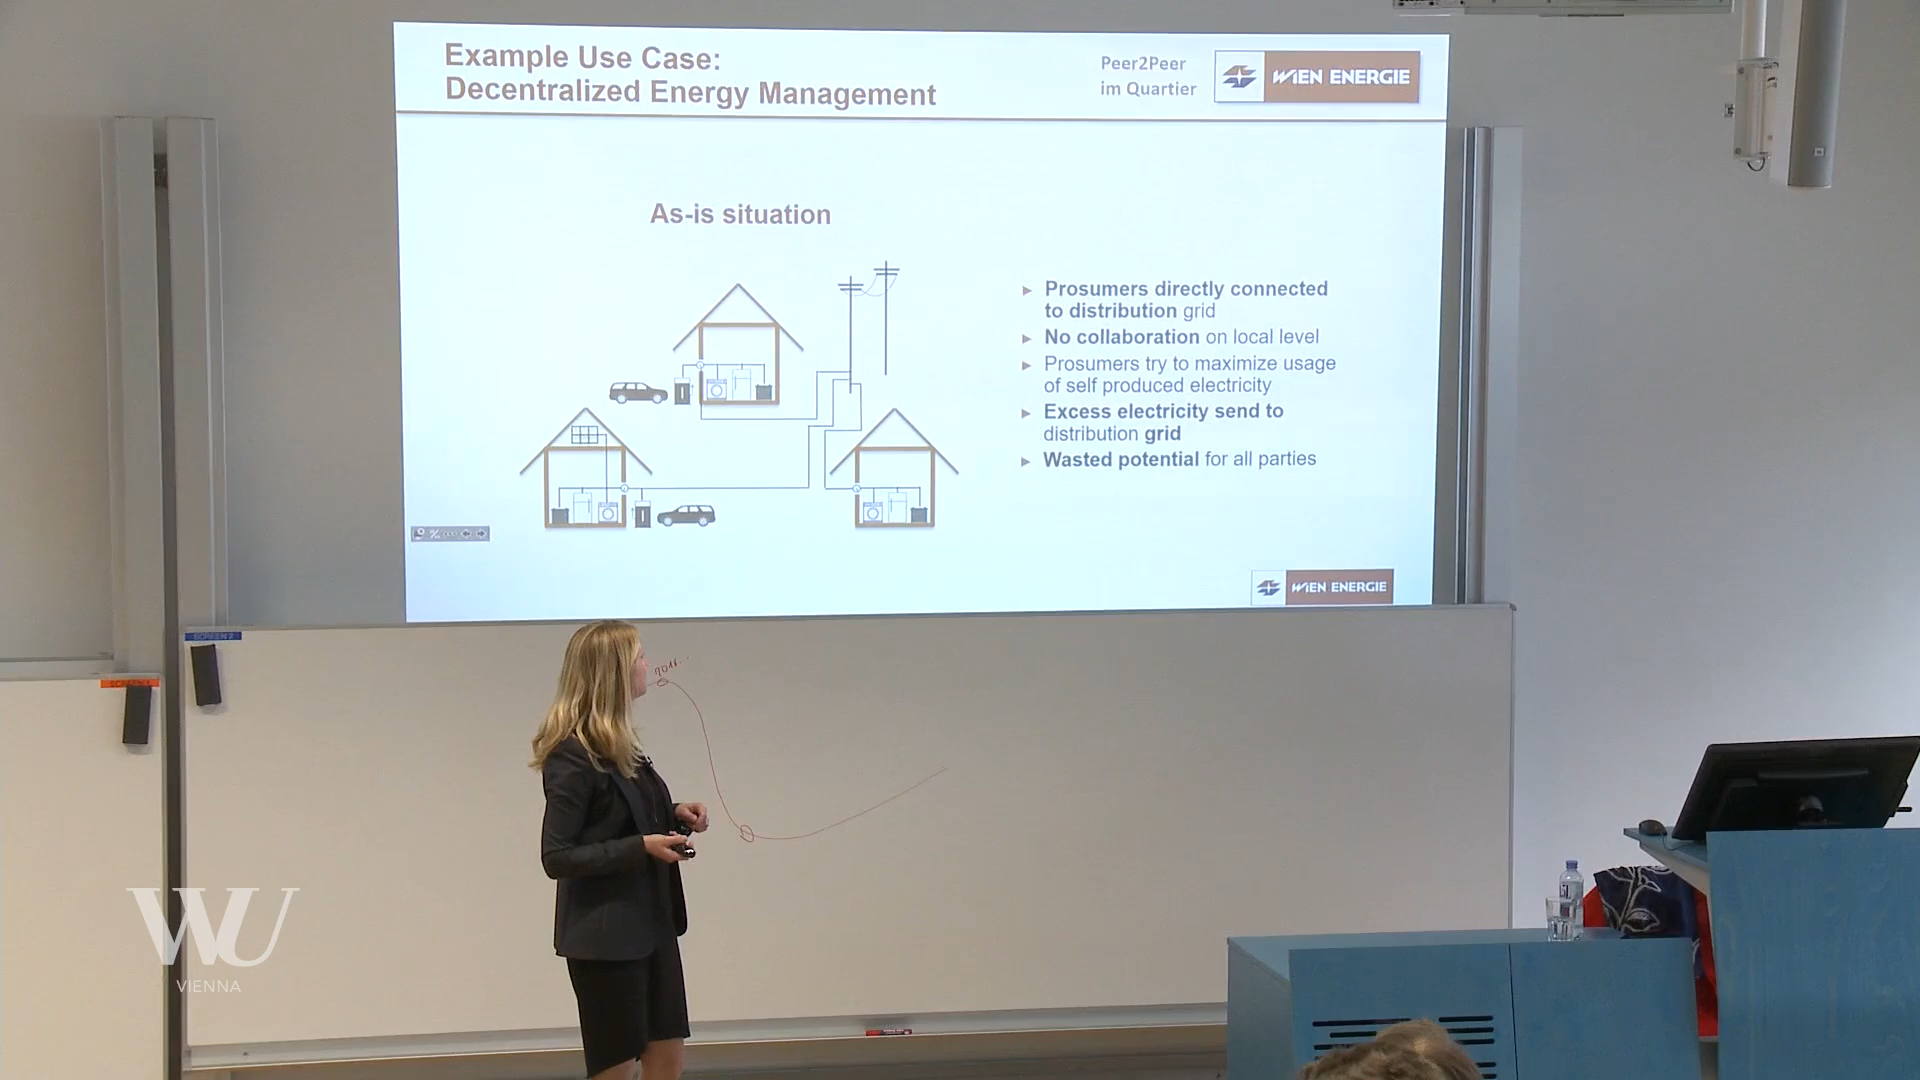 Example Use Case:
Decentralized Energy Management
Peer2Peer
im Quartier
WIEN ENERGIE
As-is situation
► Prosumers directly connected
to distribution grid
► No collaboration on local level
► Prosumers try to maximize usage
of self produced electricity
► Excess electricity send to
distribution grid
► Wasted potential for all parties
WIEN ENERGIE
SCREEN 2
WU
VIENNA